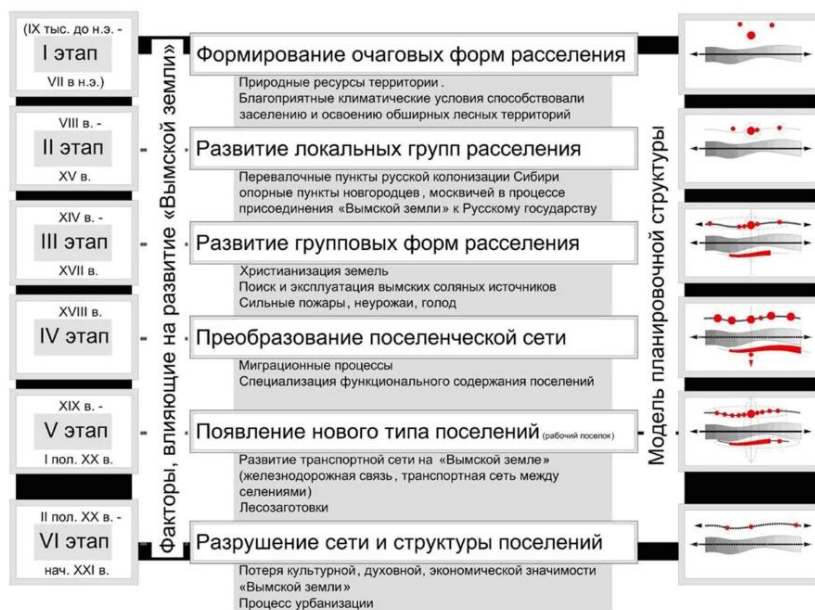 (IX тыс. до н.э. -
I этап
VII в н.э.)
Формирование очаговых форм расселения
Природные ресурсы территории .
Благоприятные климатические условия способствовали
заселению и освоению обширных лесных территорий
VIII в. -
II этап
XV в.
Развитие локальных групп расселения
Перевалочные пункты русской колонизации Сибири
опорные пункты новгородцев , москвичей в процессе
присоединения «Вымской земли» к Русскому государству
XIV в. -
III этап
XVII в.
Развитие групповых форм расселения
Христианизация земель
Поиск и эксплуатация вымских соляных источников
Сильные пожары, неурожаи, голод
XVIII в.
IV этап
Преобразование поселенческой сети
Миграционные процессы
Специализация функционального содержания поселений
XIX в. -
V этап
I пол. XX в.
Появление нового типа поселений (рабочий поселок)
Развитие транспортной сети на «Вымской земле»
(железнодорожная связь , транспортная сеть между
селениями)
Лесозаготовки
II пол. XX в. -
VI этап
нач. XXI в.
Разрушение сети и структуры поселений
Потеря культурной, духовной, экономической значимости
«Вымской земли»
Процесс урбанизации
Факторы, влияющие на развитие «Вымской земли»
Модель планировочной структуры